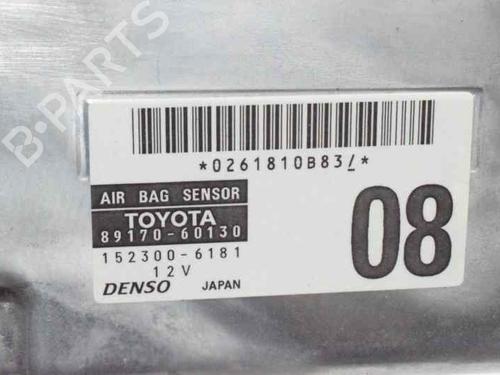 B-PARTS
*0261810B83/*
AIR BAG SENSOR
TOYOTA
89170-60130
152300-6181
12V
DENSO JAPAN
08